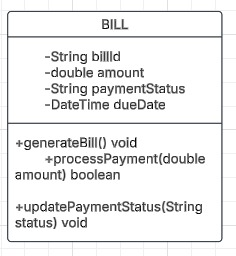 BILL
-String billId
-double amount
-String paymentStatus
-DateTime dueDate
+generateBill() void
+processPayment(double
amount) boolean
+updatePaymentStatus(String
status) void